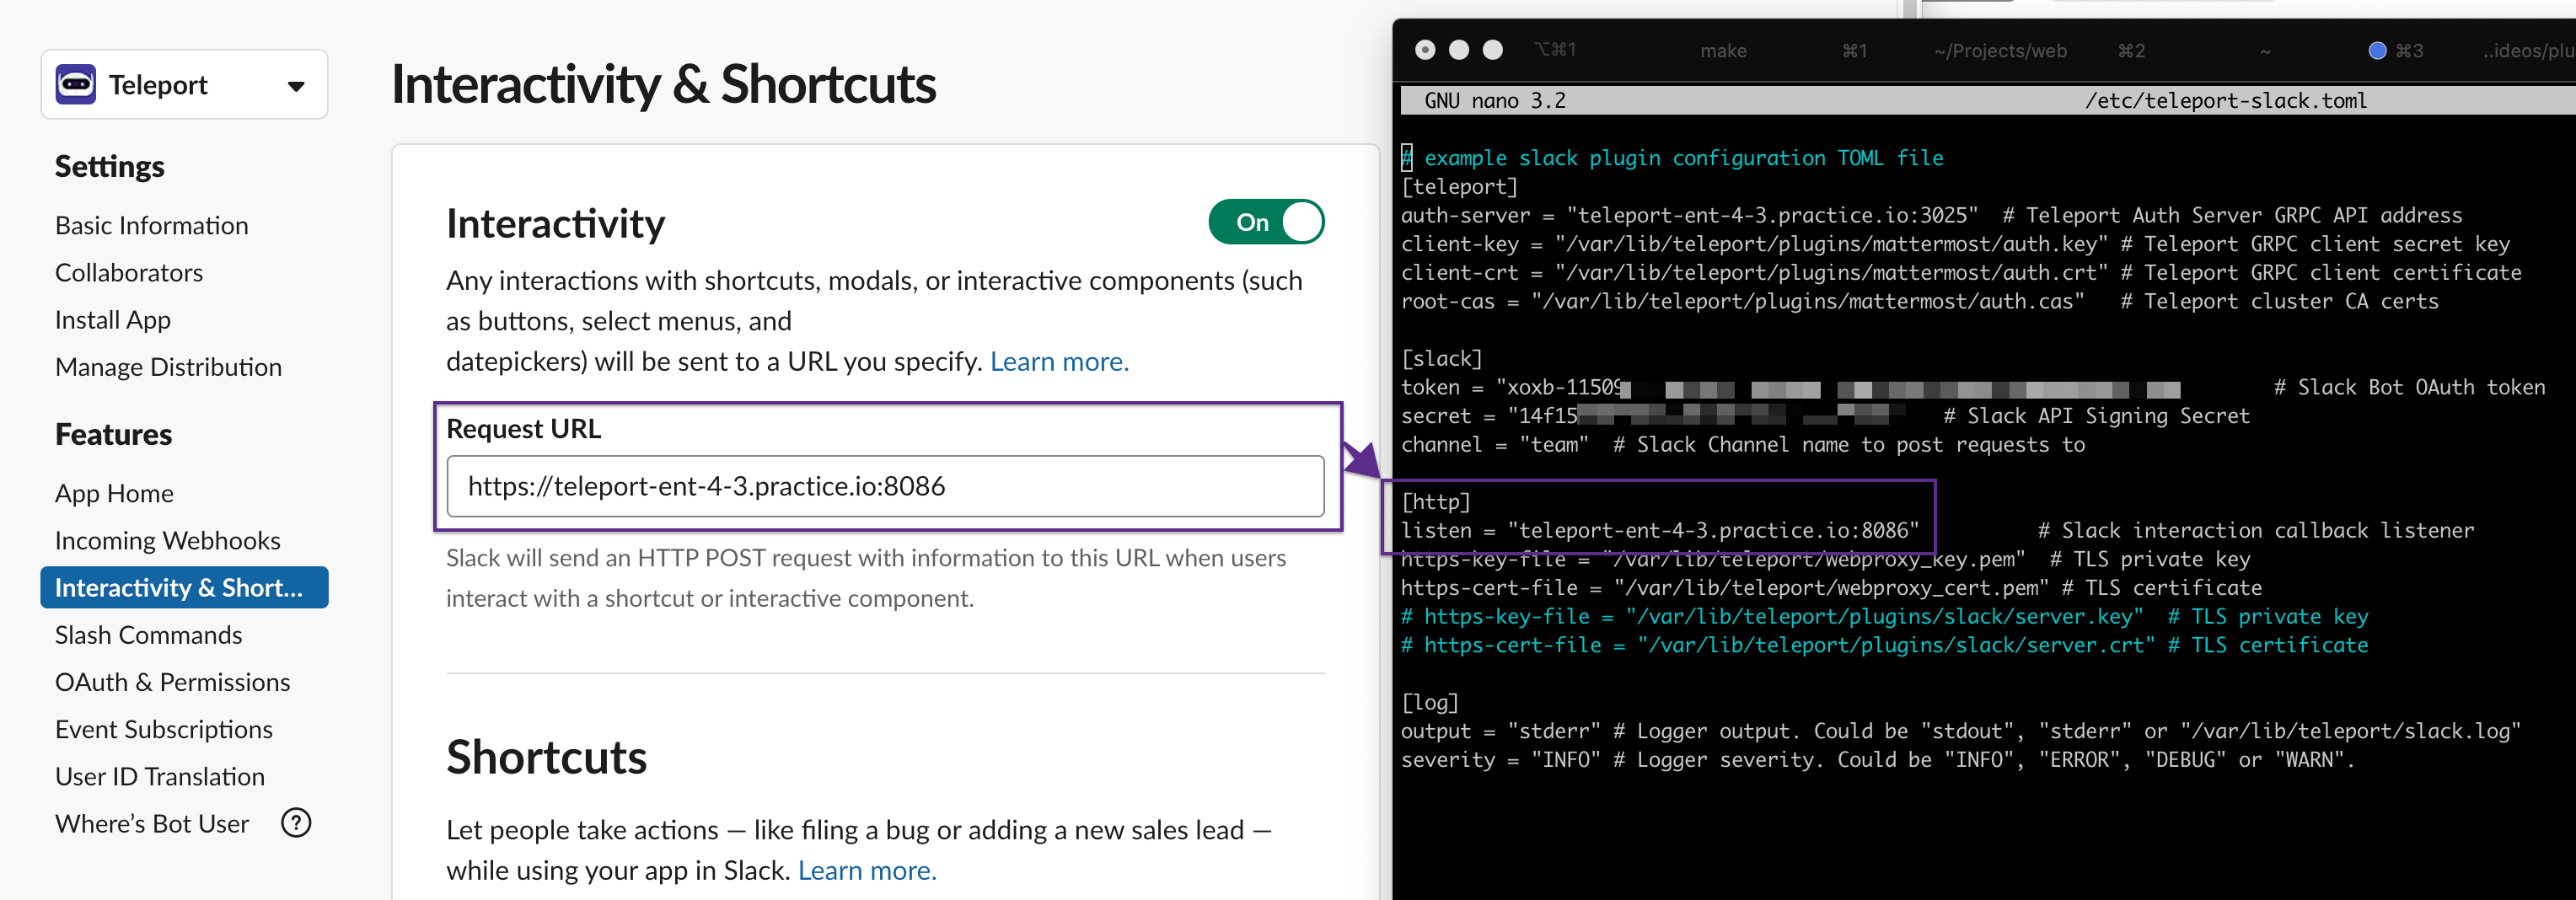 Teleport
Settings
Basic Information
Collaborators
Install App
Manage Distribution
Features
App Home
Incoming Webhooks
Interactivity & Short...
Slash Commands
OAuth & Permissions
Event Subscriptions
User ID Translation
Where's Bot User
Interactivity & Shortcuts
Interactivity
On
Any interactions with shortcuts, modals, or interactive components (such
as buttons, select menus, and
datepickers) will be sent to a URL you specify. Learn more.
Request URL
https://teleport-ent-4-3.practice.io:8086
Slack will send an HTTP POST request with information to this URL when users
interact with a shortcut or interactive component.
Shortcuts
Let people take actions — like filing a bug or adding a new sales lead —
while using your app in Slack. Learn more.
⌥⌘1 make ⌘1 ~/Projects/web ⌘2 ~ ⌘3 ..ideos/plu
GNU nano 3.2 /etc/teleport-slack.toml
# example slack plugin configuration TOML file
[teleport]
auth-server = "teleport-ent-4-3.practice.io:3025" # Teleport Auth Server GRPC API address
client-key = "/var/lib/teleport/plugins/mattermost/auth.key" # Teleport GRPC client secret key
client-crt = "/var/lib/teleport/plugins/mattermost/auth.crt" # Teleport GRPC client certificate
root-cas = "/var/lib/teleport/plugins/mattermost/auth.cas" # Teleport cluster CA certs
[slack]
token = "xoxb-11509 # Slack Bot OAuth token
secret = "14f15 # Slack API Signing Secret
channel = "team" # Slack Channel name to post requests to
[http]
listen = "teleport-ent-4-3.practice.io:8086" # Slack interaction callback listener
https-key-file = "/var/lib/teleport/webproxy_key.pem" # TLS private key
https-cert-file = "/var/lib/teleport/webproxy_cert.pem" # TLS certificate
# https-key-file = "/var/lib/teleport/plugins/slack/server.key" # TLS private key
# https-cert-file = "/var/lib/teleport/plugins/slack/server.crt" # TLS certificate
[log]
output = "stderr" # Logger output. Could be "stdout", "stderr" or "/var/lib/teleport/slack.log"
severity = "INFO" # Logger severity. Could be "INFO", "ERROR", "DEBUG" or "WARN".